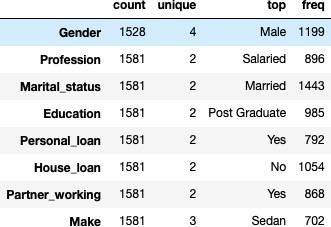 count unique top freq
Gender 1528 4 Male 1199
Profession 1581 2 Salaried 896
Marital_status 1581 2 Married 1443
Education 1581 2 Post Graduate 985
Personal_loan 1581 2 Yes 792
House_loan 1581 2 No 1054
Partner_working 1581 2 Yes 868
Make 1581 3 Sedan 702